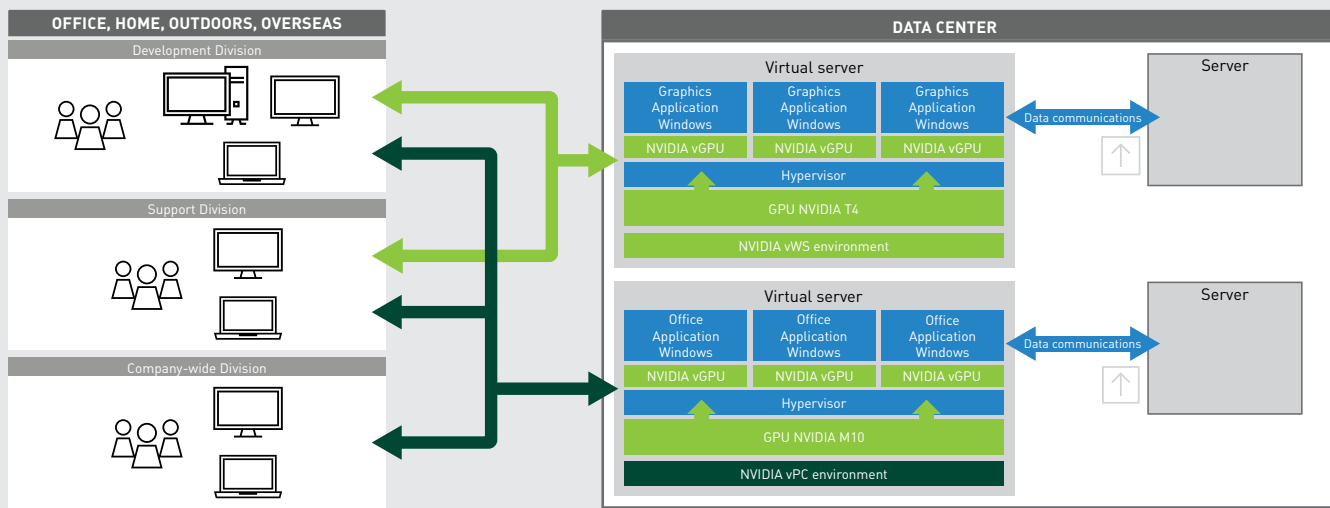 OFFICE, HOME, OUTDOORS, OVERSEAS
Development Division
Support Division
Company-wide Division
DATA CENTER
Virtual server
Graphics
Application
Windows
Graphics
Application
Windows
Graphics
Application
Windows
NVIDIA vGPU
NVIDIA vGPU
NVIDIA vGPU
Hypervisor
GPU NVIDIA T4
NVIDIA vWS environment
Data communications
Server
Virtual server
Office
Application
Windows
Office
Application
Windows
Office
Application
Windows
NVIDIA vGPU
NVIDIA vGPU
NVIDIA vGPU
Hypervisor
GPU NVIDIA M10
NVIDIA vPC environment
Data communications
Server